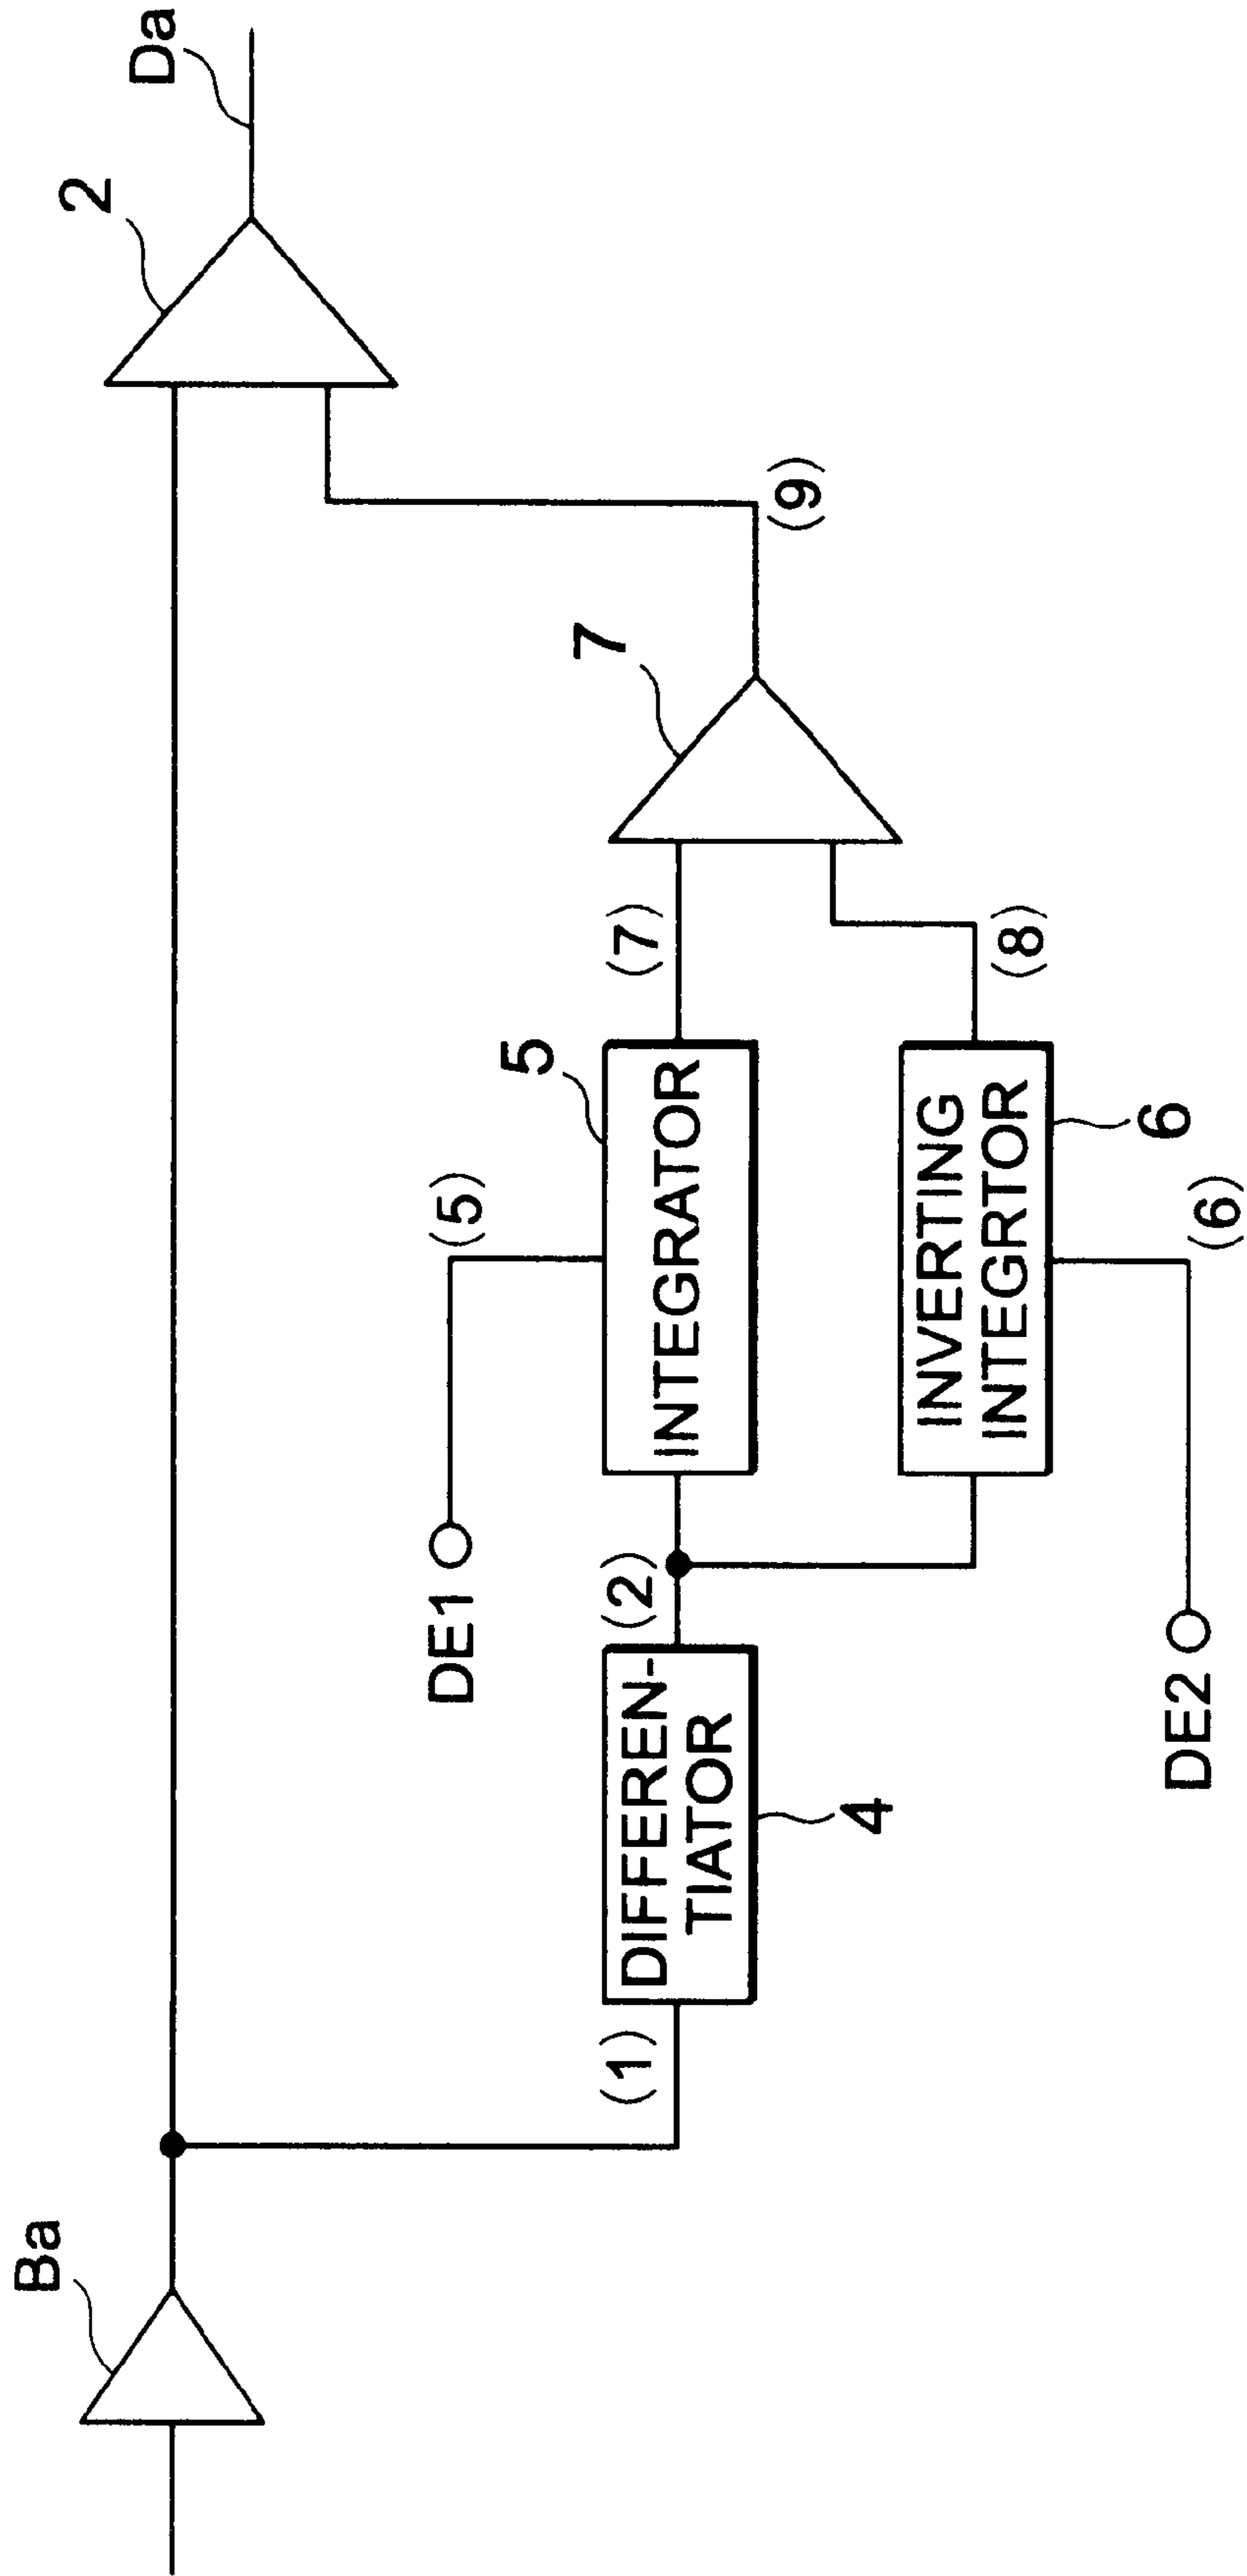 Ba
2
Da
(1)
DIFFEREN-
TIATOR
4
(2)
DE1
(5)
5
INTEGRATOR
(7)
7
(9)
INVERTING
INTEGRTOR
6
(8)
DE2
(6)